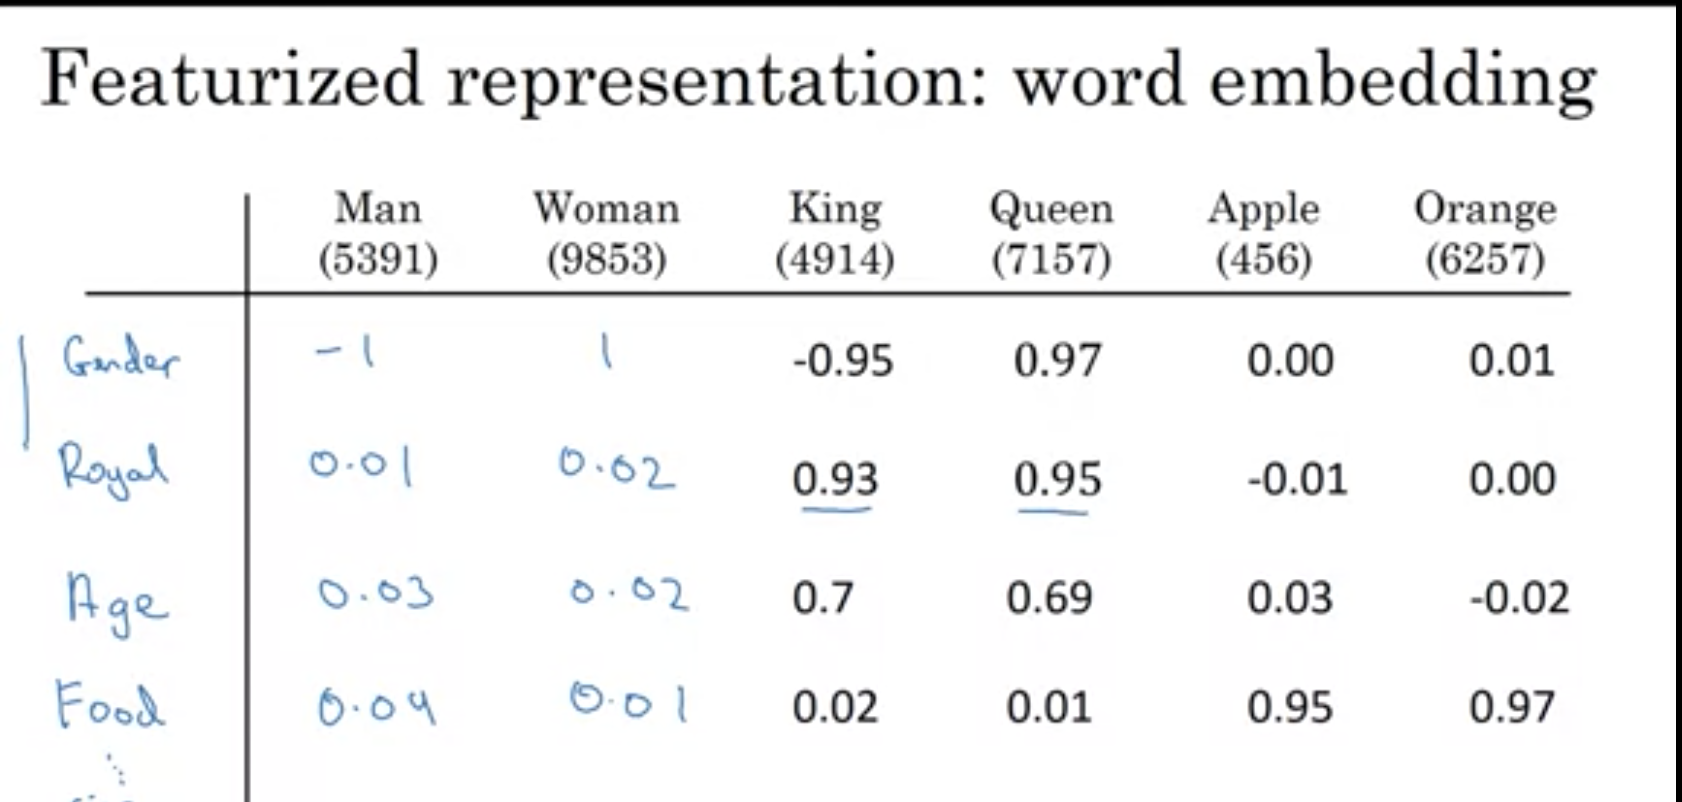 Featurized representation: word embedding
Man Woman King Queen Apple Orange
(5391) (9853) (4914) (7157) (456) (6257)
Gender -1 1 -0.95 0.97 0.00 0.01
Royal 0.01 0.02 0.93 0.95 -0.01 0.00
Age 0.03 0.02 0.7 0.69 0.03 -0.02
Food 0.04 0.01 0.02 0.01 0.95 0.97